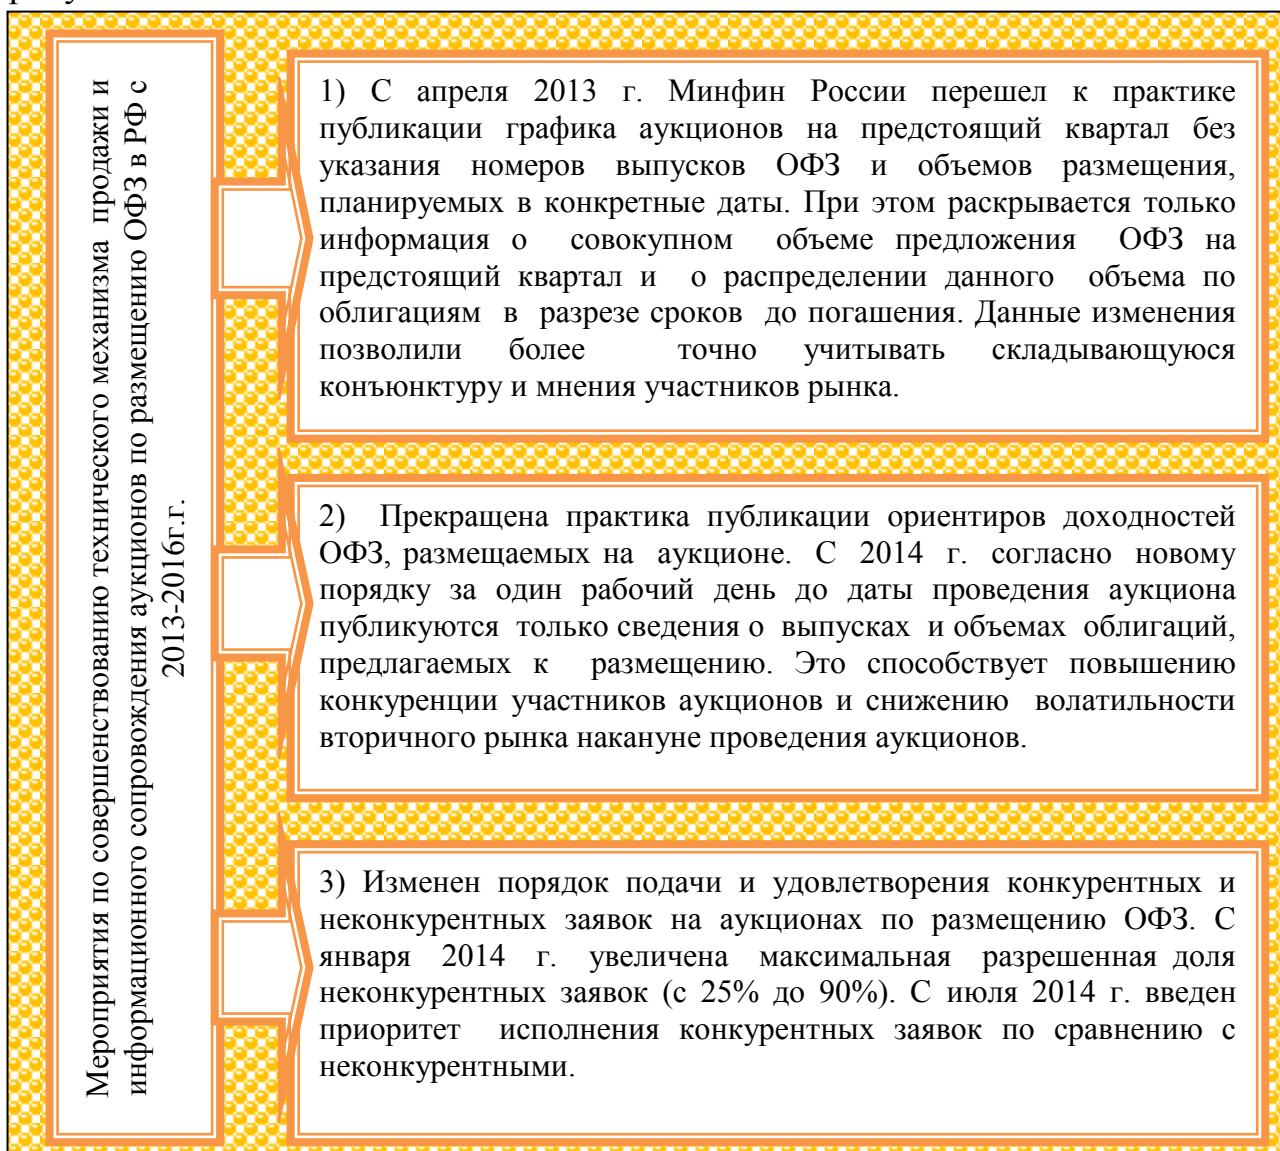 Мероприятия по совершенствованию технического механизма продажи и
информационного сопровождения аукционов по размещению ОФЗ в РФ с
2013-2016г.г.
1) С апреля 2013 г. Минфин России перешел к практике
публикации графика аукционов на предстоящий квартал без
указания номеров выпусков ОФЗ и объемов размещения,
планируемых в конкретные даты. При этом раскрывается только
информация о совокупном объеме предложения ОФЗ на
предстоящий квартал и о распределении данного объема по
облигациям в разрезе сроков до погашения. Данные изменения
позволили более точно учитывать складывающуюся
конъюнктуру и мнения участников рынка.
2) Прекращена практика публикации ориентиров доходностей
ОФЗ, размещаемых на аукционе. С 2014 г. согласно новому
порядку за один рабочий день до даты проведения аукциона
публикуются только сведения о выпусках и объемах облигаций,
предлагаемых к размещению. Это способствует повышению
конкуренции участников аукционов и снижению волатильности
вторичного рынка накануне проведения аукционов.
3) Изменен порядок подачи и удовлетворения конкурентных и
неконкурентных заявок на аукционах по размещению ОФЗ. С
января 2014 г. увеличена максимальная разрешенная доля
неконкурентных заявок (с 25% до 90%). С июля 2014 г. введен
приоритет исполнения конкурентных заявок по сравнению с
неконкурентными.